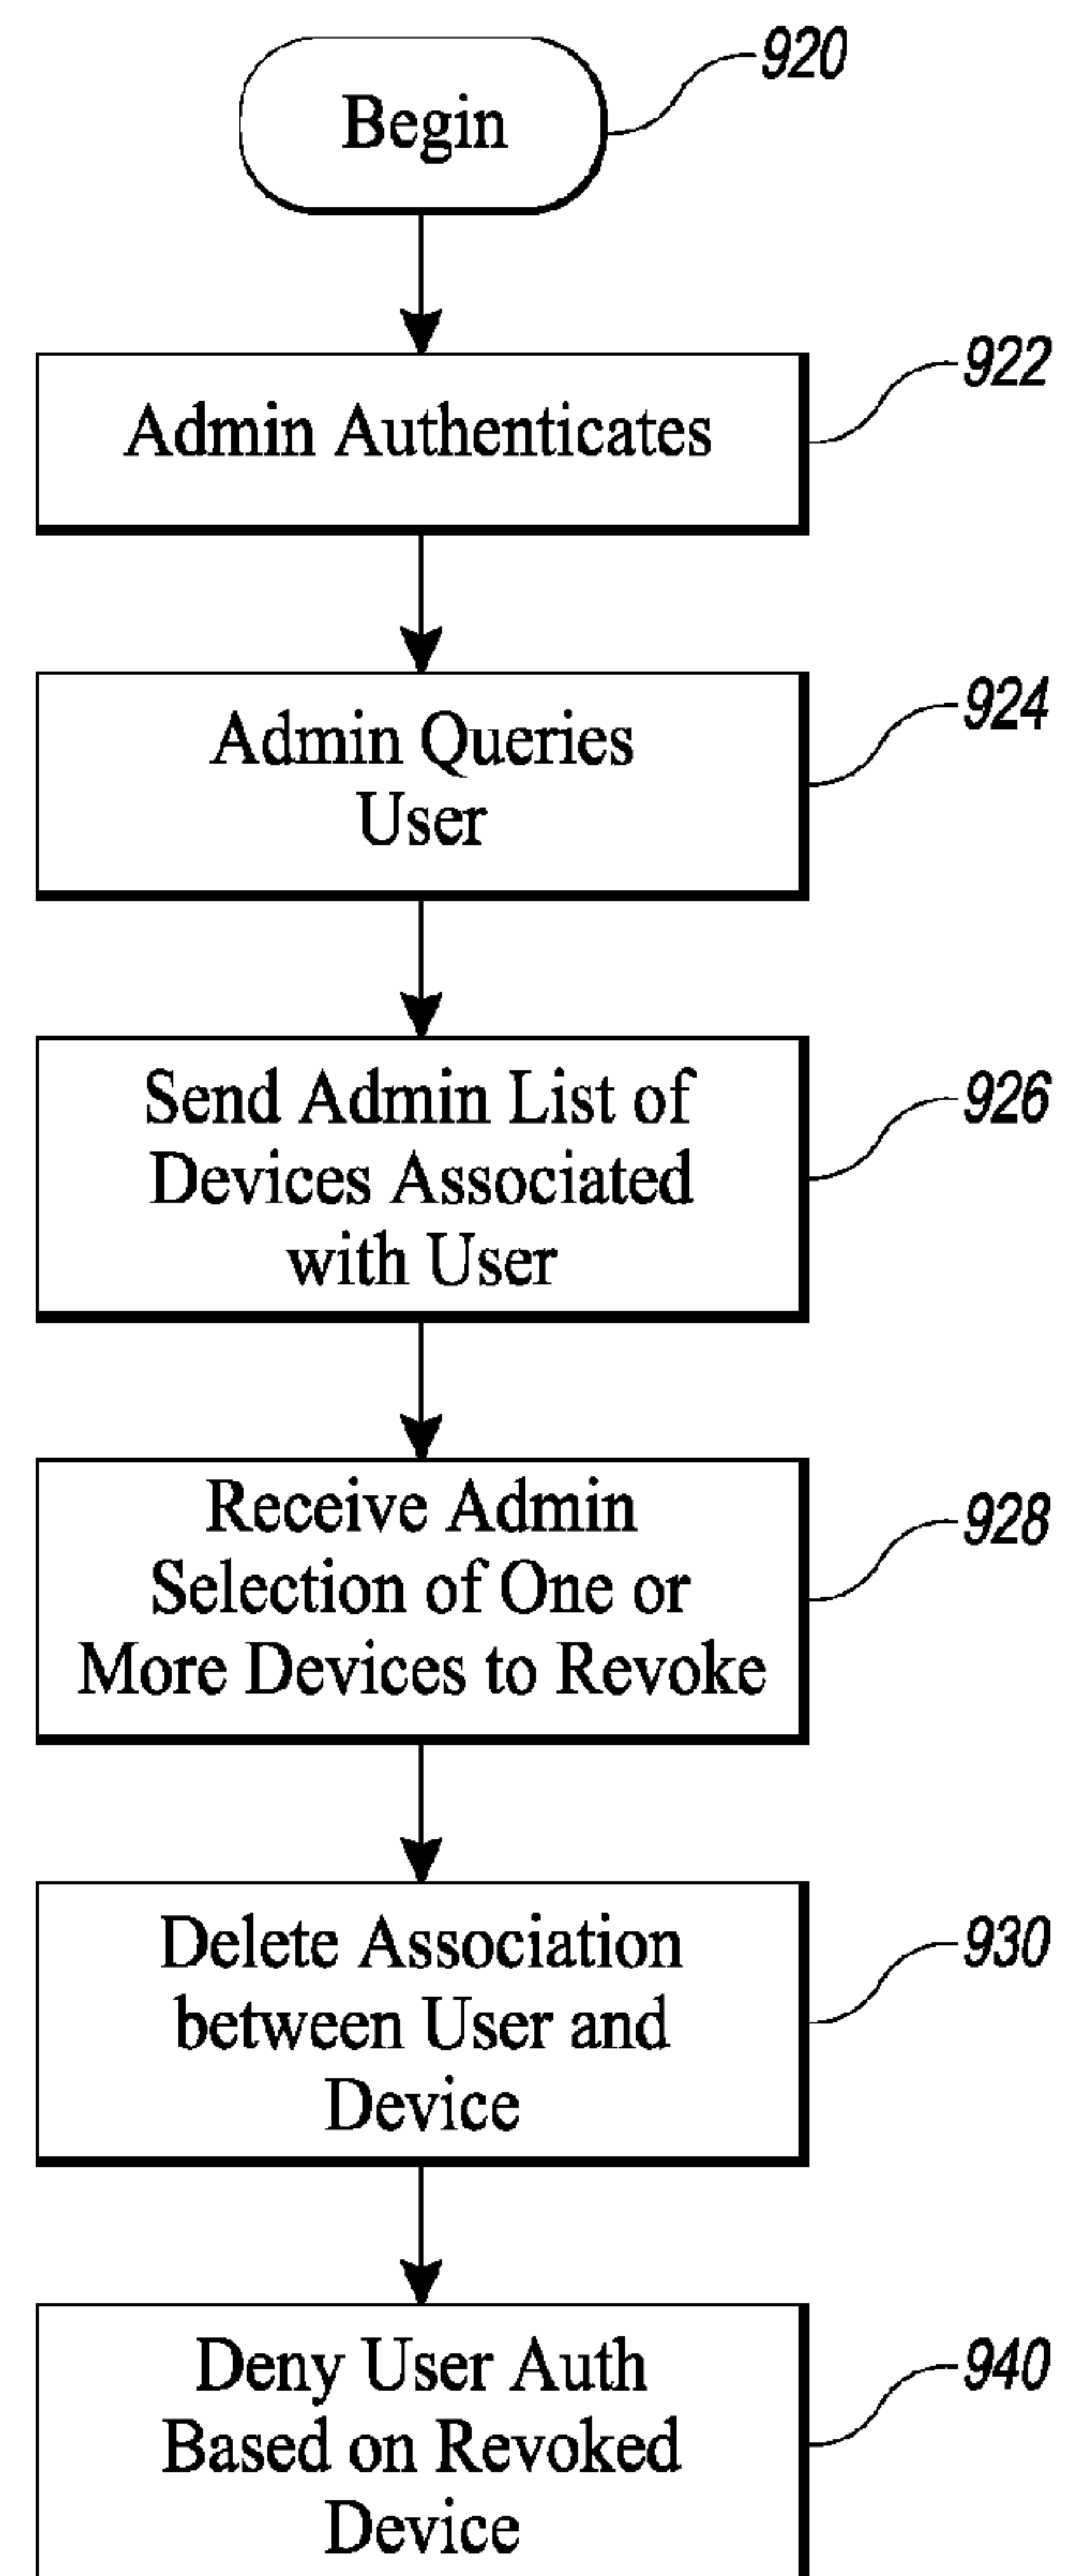 920
Begin
922
Admin Authenticates
924
Admin Queries
User
926
Send Admin List of
Devices Associated
with User
928
Receive Admin
Selection of One or
More Devices to Revoke
930
Delete Association
between User and
Device
940
Deny User Auth
Based on Revoked
Device